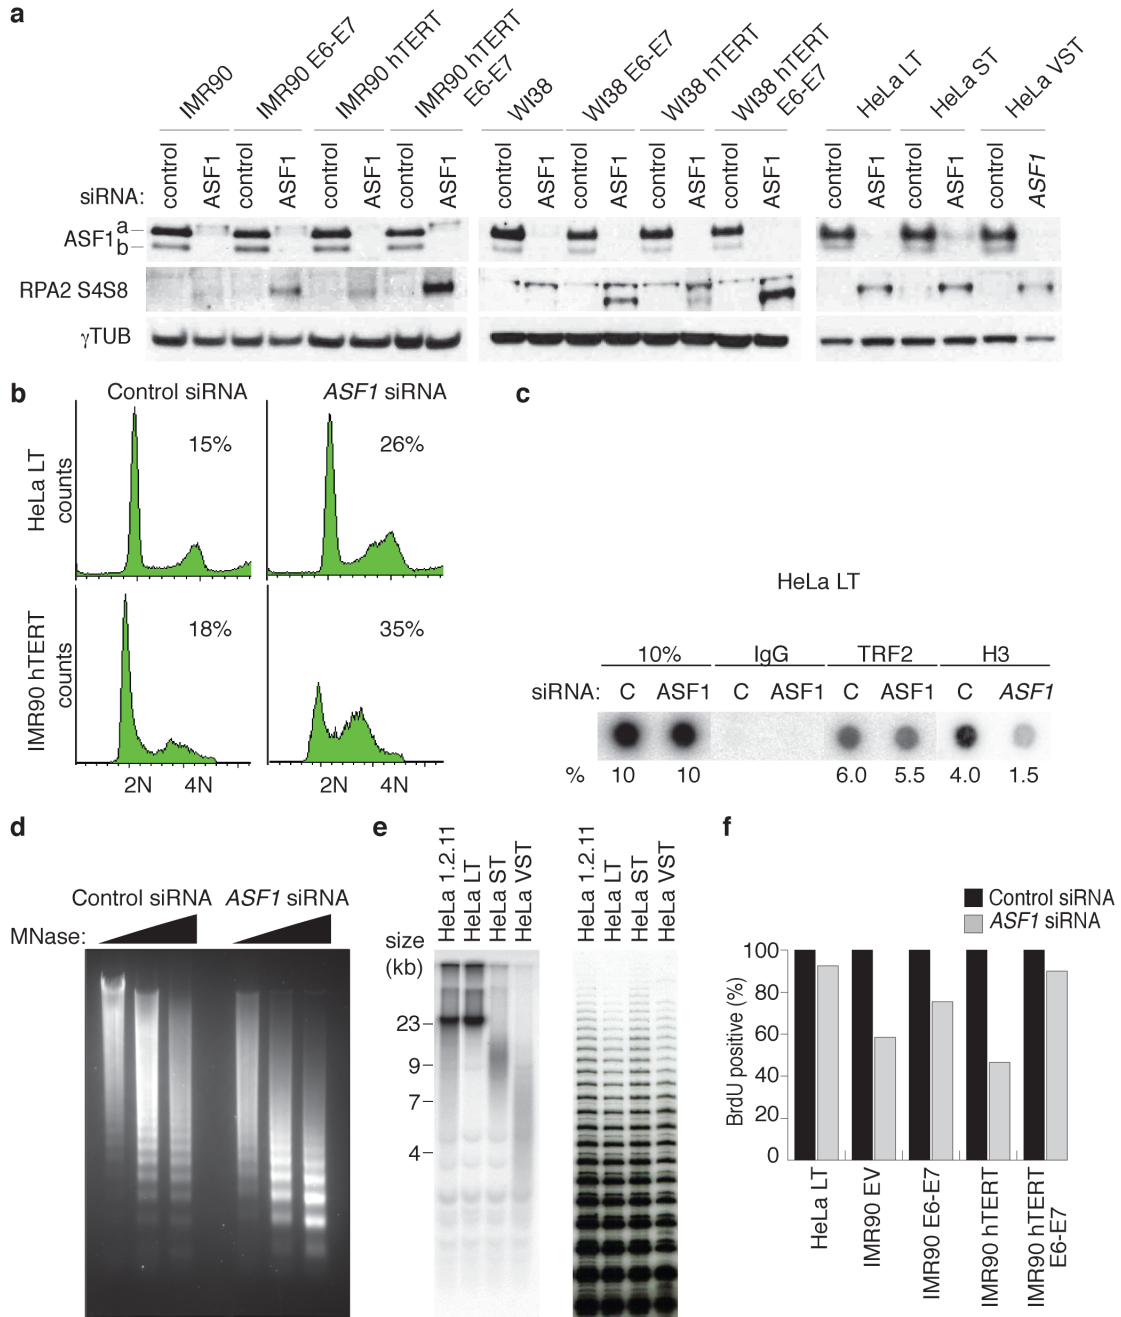 a
IMR90
IMR90 E6-E7
IMR90 hTERT
IMR90 hTERT
E6-E7
WI38
WI38 E6-E7
WI38 hTERT
WI38 hTERT
E6-E7
HeLa LT
HeLa ST
HeLa VST
siRNA: control ASF1 control ASF1 control ASF1 control ASF1 control ASF1 control ASF1 control ASF1 control ASF1 control ASF1 control ASF1 control ASF1
ASF1 a
b
RPA2 S4S8
γTUB
b
Control siRNA ASF1 siRNA
HeLa LT
counts
15% 26%
IMR90 hTERT
counts
18% 35%
2N 4N 2N 4N
c
HeLa LT
10% IgG TRF2 H3
siRNA: C ASF1 C ASF1 C ASF1 C ASF1
% 10 10 6.0 5.5 4.0 1.5
d
Control siRNA ASF1 siRNA
MNase:
e
HeLa 1.2.11
HeLa LT
HeLa ST
HeLa VST
HeLa 1.2.11
HeLa LT
HeLa ST
HeLa VST
size
(kb)
23
9
7
4
f
Control siRNA
ASF1 siRNA
BrdU positive (%)
100
80
60
40
20
0
HeLa LT
IMR90 EV
IMR90 E6-E7
IMR90 hTERT
IMR90 hTERT
E6-E7